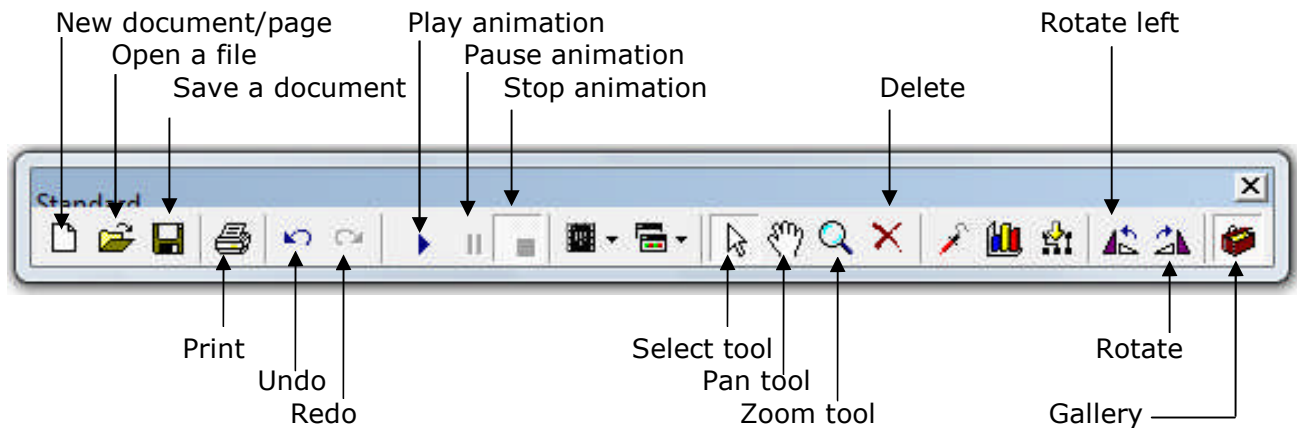 New document/page
Play animation
Rotate left
Open a file
Pause animation
Save a document
Stop animation
Delete
Standard
Print
Select tool
Rotate
Undo
Pan tool
Redo
Zoom tool
Gallery